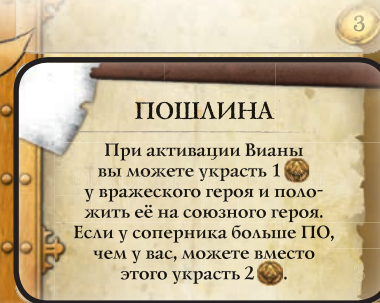 3
ПОШЛИНА
При активации Вианы
вы можете украсть 1
у вражеского героя и поло-
жить её на союзного героя.
Если у соперника больше ПО,
чем у вас, можете вместо
этого украсть 2 .